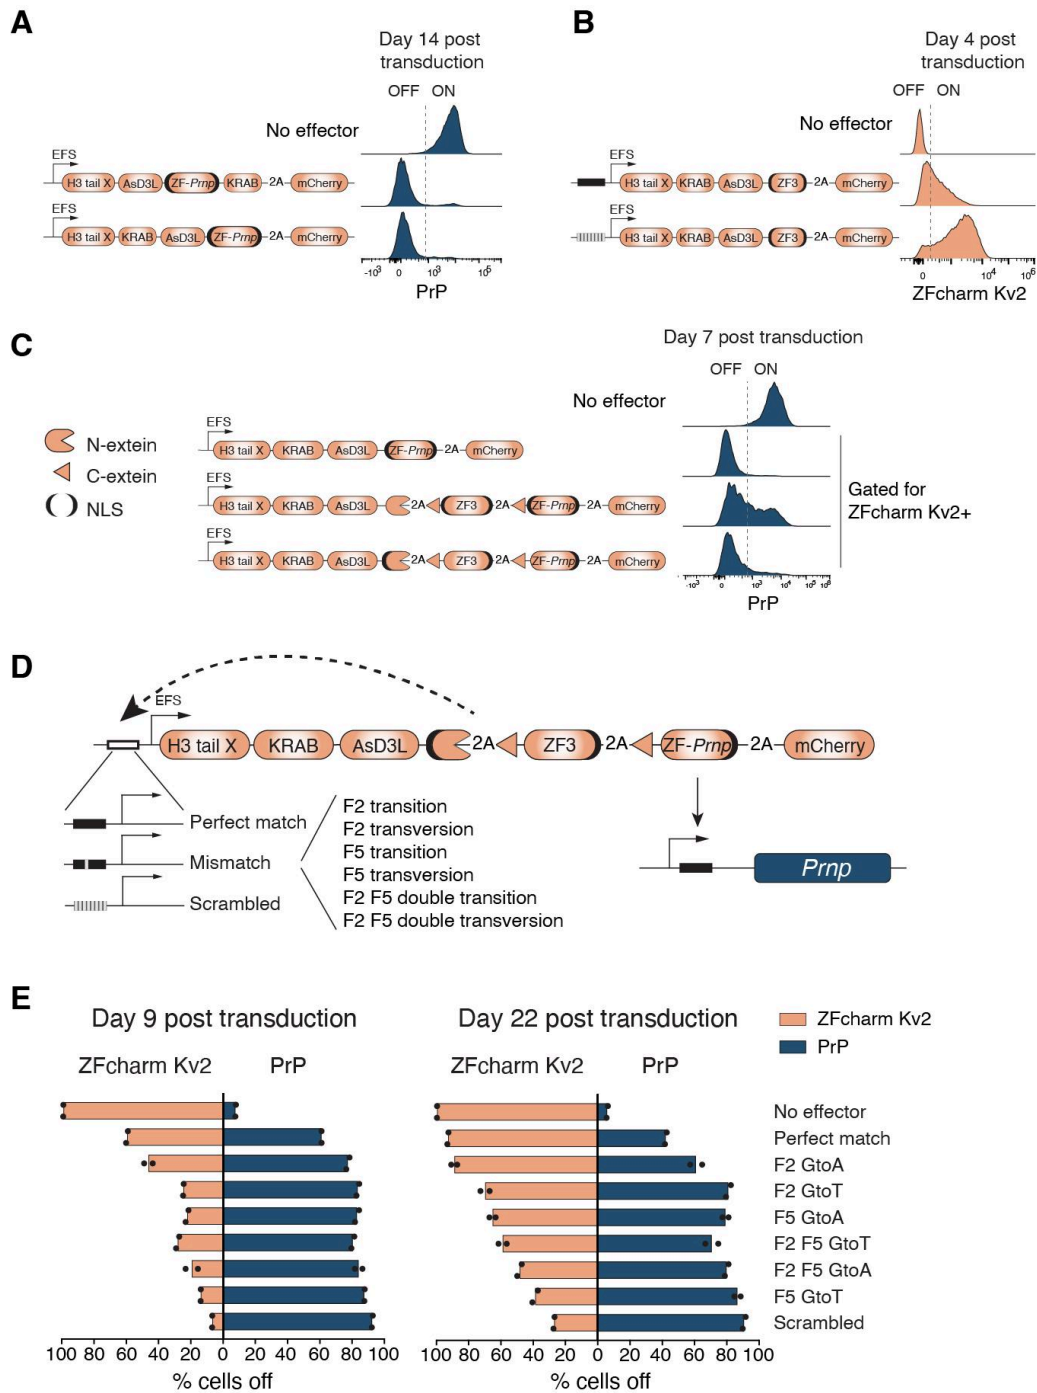 A
Day 14 post
transduction
OFF ON
No effector
EFS
H3 tail X AsD3L ZF-Prnp KRAB 2A mCherry
EFS
H3 tail X KRAB AsD3L ZF-Prnp 2A mCherry
-10³ 0 10³ 10⁵
PrP
B
Day 4 post
transduction
OFF ON
No effector
EFS
H3 tail X KRAB AsD3L ZF3 2A mCherry
EFS
H3 tail X KRAB AsD3L ZF3 2A mCherry
0 10⁴ 10⁶
ZFcharm Kv2
C
Day 7 post transduction
OFF ON
No effector
N-extein
C-extein
NLS
EFS
H3 tail X KRAB AsD3L ZF-Prnp 2A mCherry
EFS
H3 tail X KRAB AsD3L 2A ZF3 2A ZF-Prnp 2A mCherry
EFS
H3 tail X KRAB AsD3L 2A ZF3 2A ZF-Prnp 2A mCherry
Gated for
ZFcharm Kv2+
-10³ 0 10³ 10⁴ 10⁵ 10⁶
PrP
D
EFS
H3 tail X KRAB AsD3L 2A ZF3 2A ZF-Prnp 2A mCherry
Perfect match
Mismatch
Scrambled
F2 transition
F2 transversion
F5 transition
F5 transversion
F2 F5 double transition
F2 F5 double transversion
Prnp
E
Day 9 post transduction
ZFcharm Kv2 PrP
100 80 60 40 20 0 20 40 60 80 100
% cells off
Day 22 post transduction
ZFcharm Kv2 PrP
100 80 60 40 20 0 20 40 60 80 100
% cells off
ZFcharm Kv2
PrP
No effector
Perfect match
F2 GtoA
F2 GtoT
F5 GtoA
F2 F5 GtoT
F2 F5 GtoA
F5 GtoT
Scrambled